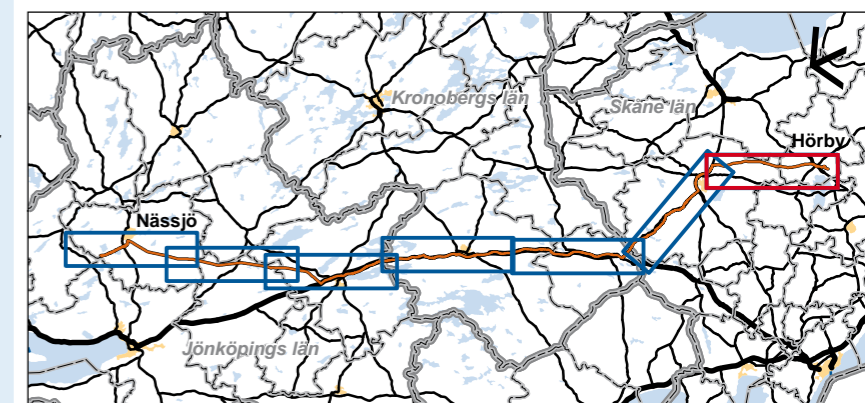 Kronobergs län
Skåne län
Hörby
Nässjö
Jönköpings län